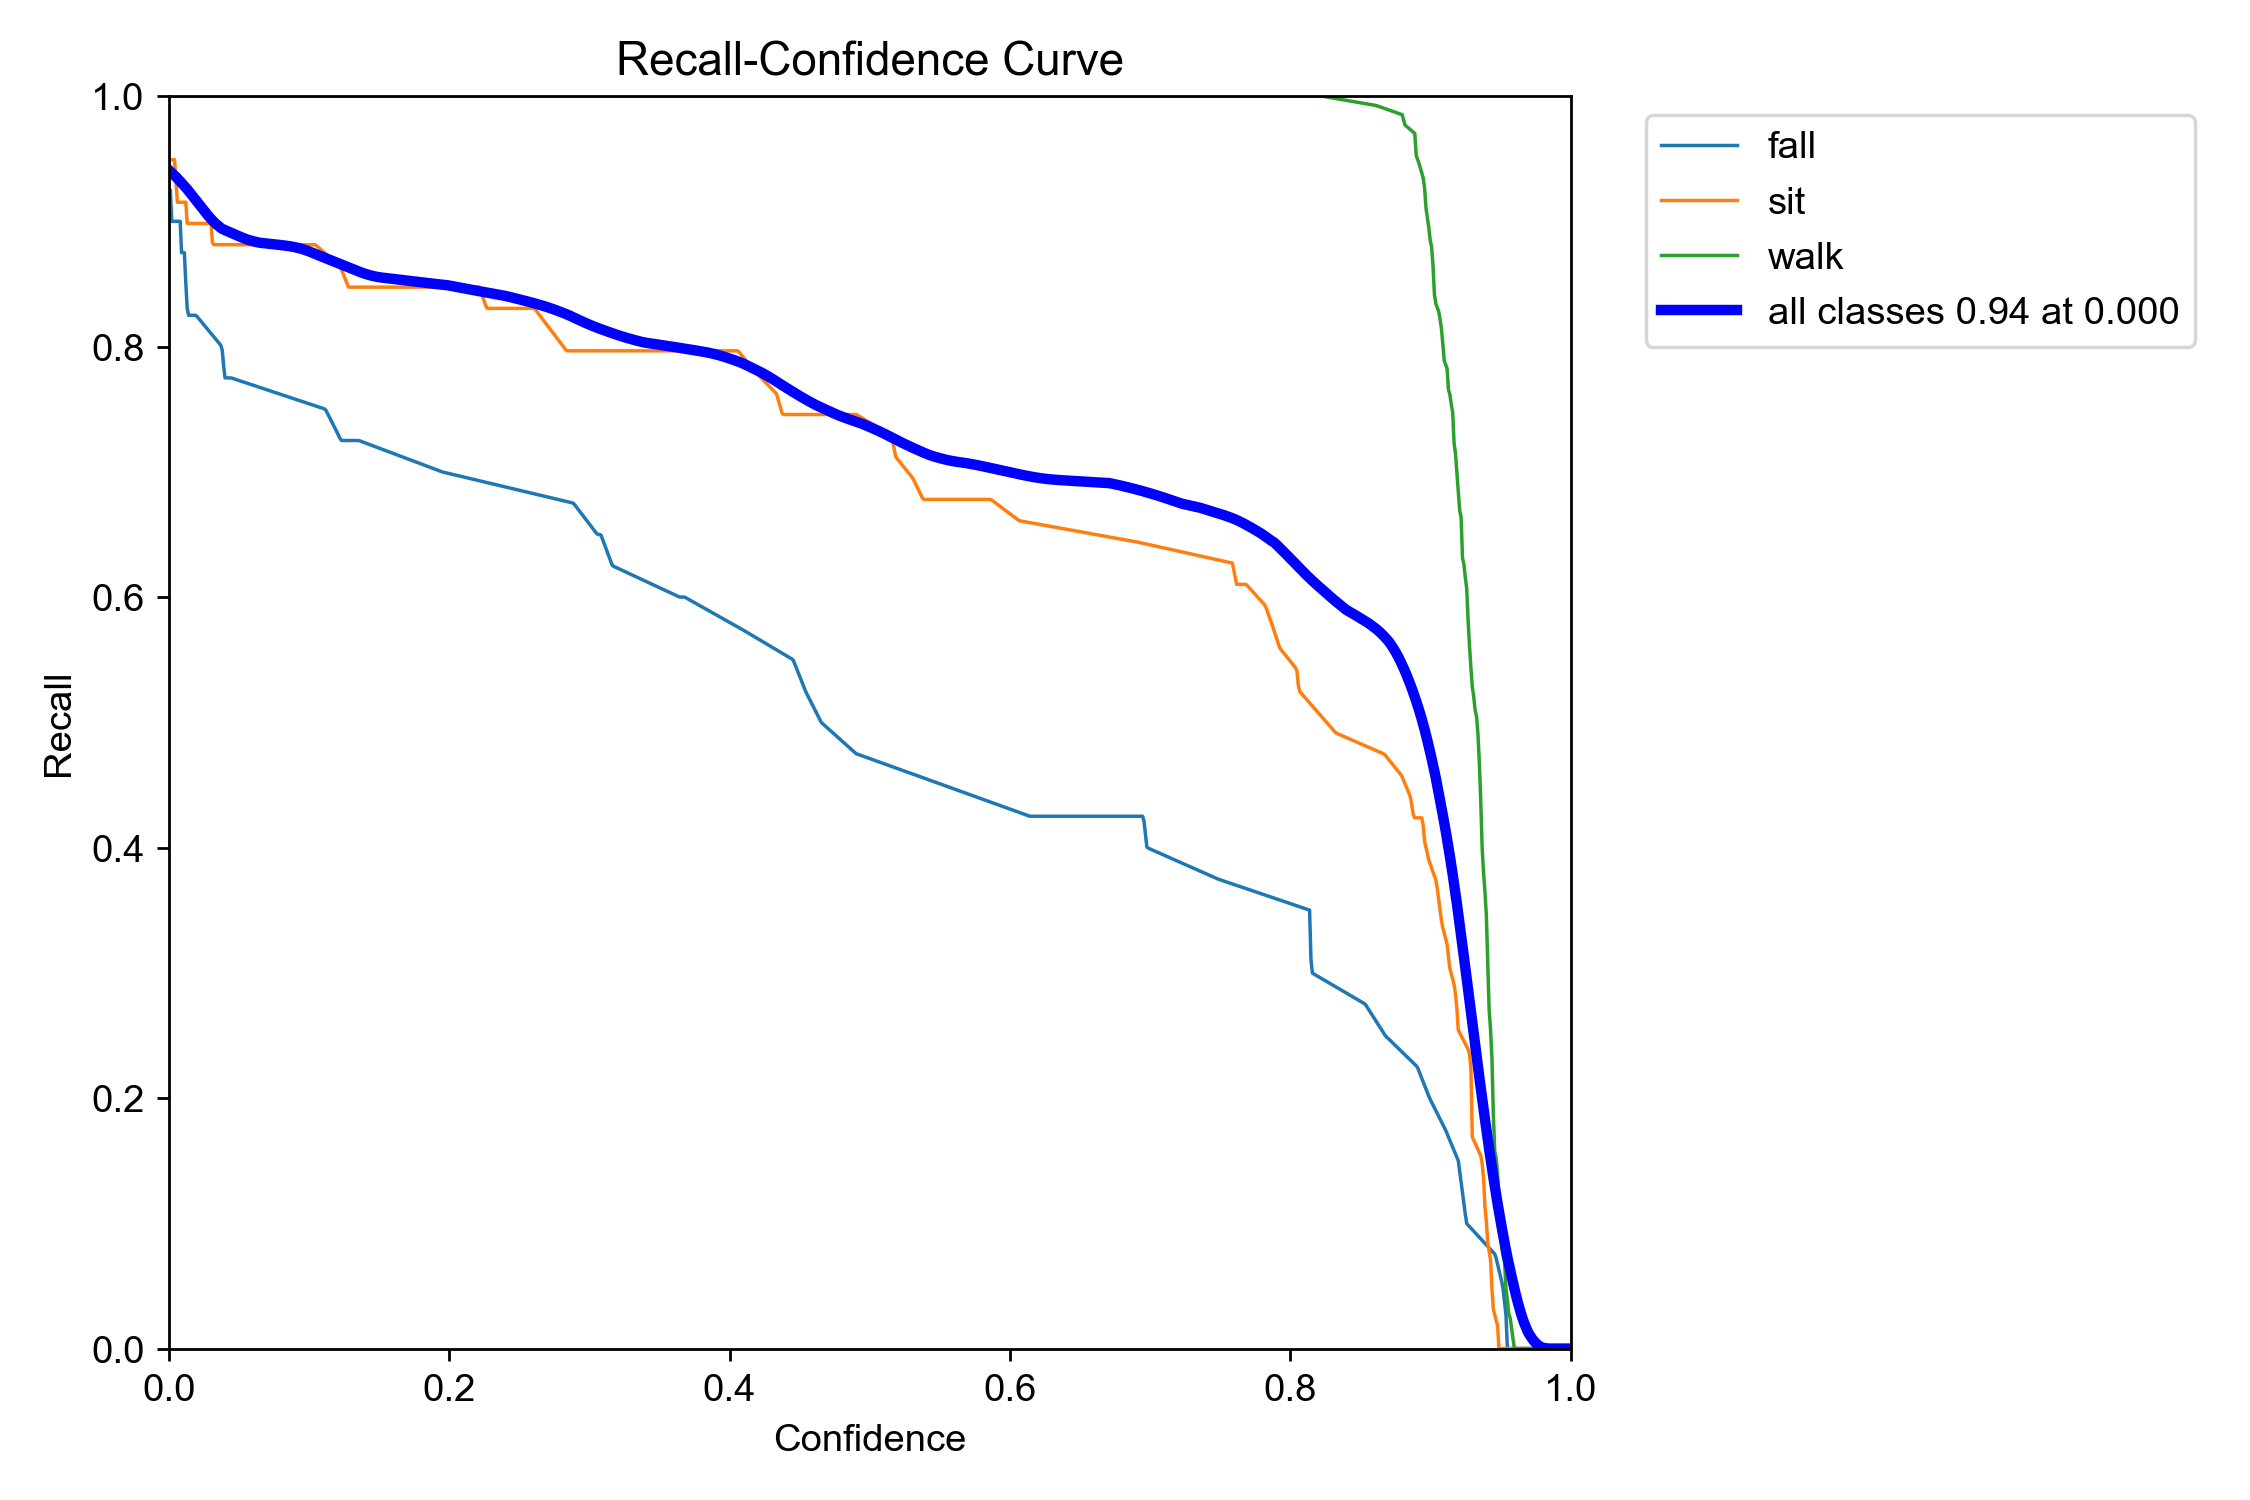 Recall-Confidence Curve
1.0
0.8
0.6
0.4
0.2
0.0
Recall
0.0 0.2 0.4 0.6 0.8 1.0
Confidence
fall
sit
walk
all classes 0.94 at 0.000